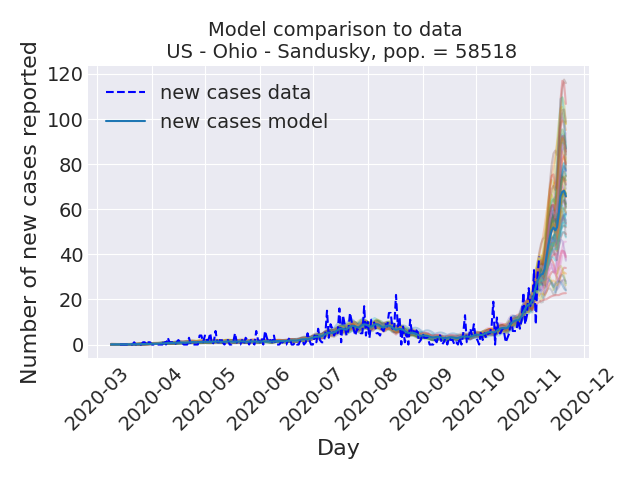 Model comparison to data
US - Ohio - Sandusky, pop. = 58518
Number of new cases reported
120
100
80
60
40
20
0
new cases data
new cases model
2020-03
2020-04
2020-05
2020-06
2020-07
2020-08
2020-09
2020-10
2020-11
2020-12
Day